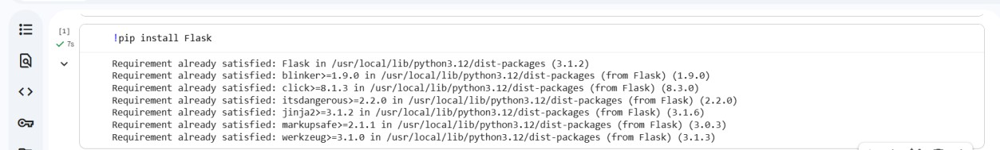 [1]
7s
!pip install Flask
Requirement already satisfied: Flask in /usr/local/lib/python3.12/dist-packages (3.1.2)
Requirement already satisfied: blinker>=1.9.0 in /usr/local/lib/python3.12/dist-packages (from Flask) (1.9.0)
Requirement already satisfied: click>=8.1.3 in /usr/local/lib/python3.12/dist-packages (from Flask) (8.3.0)
Requirement already satisfied: itsdangerous>=2.2.0 in /usr/local/lib/python3.12/dist-packages (from Flask) (2.2.0)
Requirement already satisfied: jinja2>=3.1.2 in /usr/local/lib/python3.12/dist-packages (from Flask) (3.1.6)
Requirement already satisfied: markupsafe>=2.1.1 in /usr/local/lib/python3.12/dist-packages (from Flask) (3.0.3)
Requirement already satisfied: werkzeug>=3.1.0 in /usr/local/lib/python3.12/dist-packages (from Flask) (3.1.3)